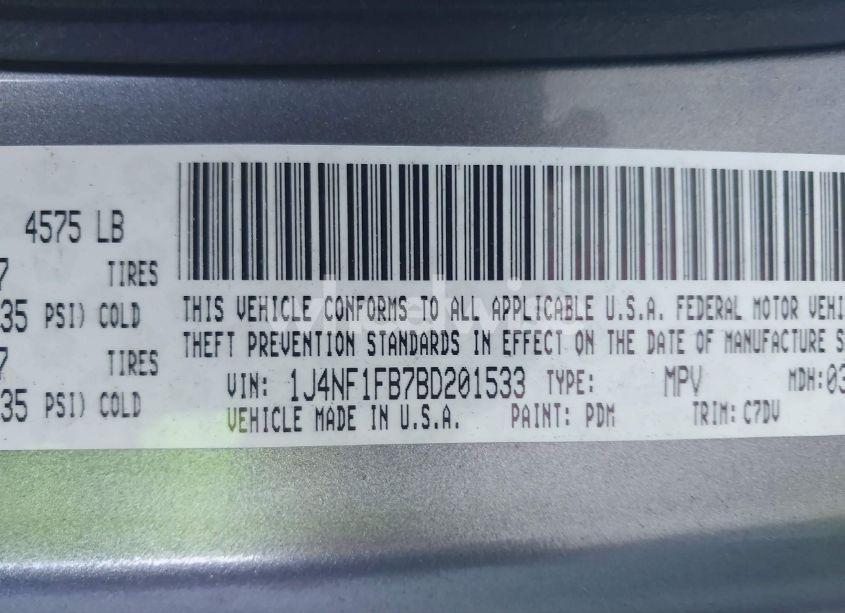 4575 LB
7 TIRES
35 PSI) COLD
7 TIRES
35 PSI) COLD
THIS VEHICLE CONFORMS TO ALL APPLICABLE U.S.A. FEDERAL MOTOR VEHI
THEFT PREVENTION STANDARDS IN EFFECT ON THE DATE OF MANUFACTURE S
VIN: 1J4NF1FB7BD201533 TYPE: MPV MDH:03
VEHICLE MADE IN U.S.A. PAINT: PDM TRIM: C7DV